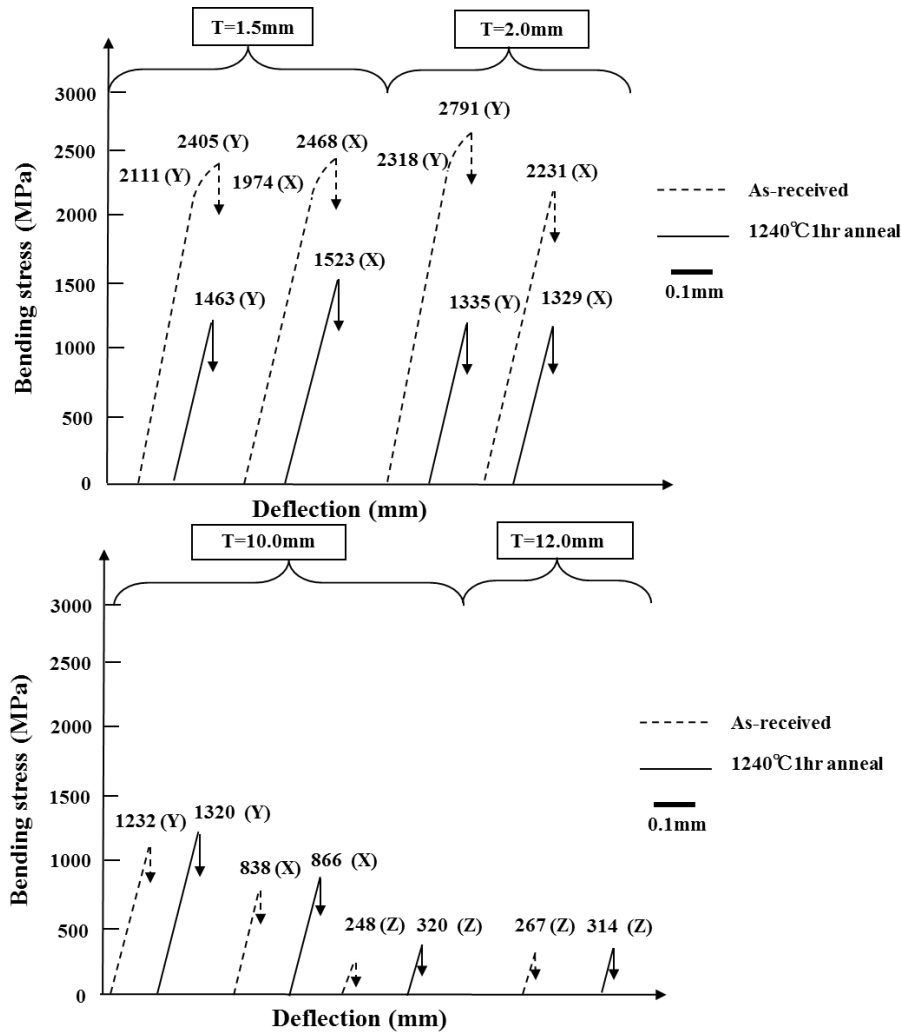 T=1.5mm
T=2.0mm
3000
2791 (Y)
2405 (Y)
2468 (X)
2500
2318 (Y)
2111 (Y)
1974 (X)
2231 (X)
As-received
2000
1240℃1hr anneal
1523 (X)
1500
1463 (Y)
1335 (Y)
1329 (X)
0.1mm
1000
500
0
Bending stress (MPa)
Deflection (mm)
T=10.0mm
T=12.0mm
3000
2500
2000
As-received
1240℃1hr anneal
1500
0.1mm
1232 (Y)
1320 (Y)
1000
838 (X)
866 (X)
500
248 (Z)
320 (Z)
267 (Z)
314 (Z)
0
Bending stress (MPa)
Deflection (mm)